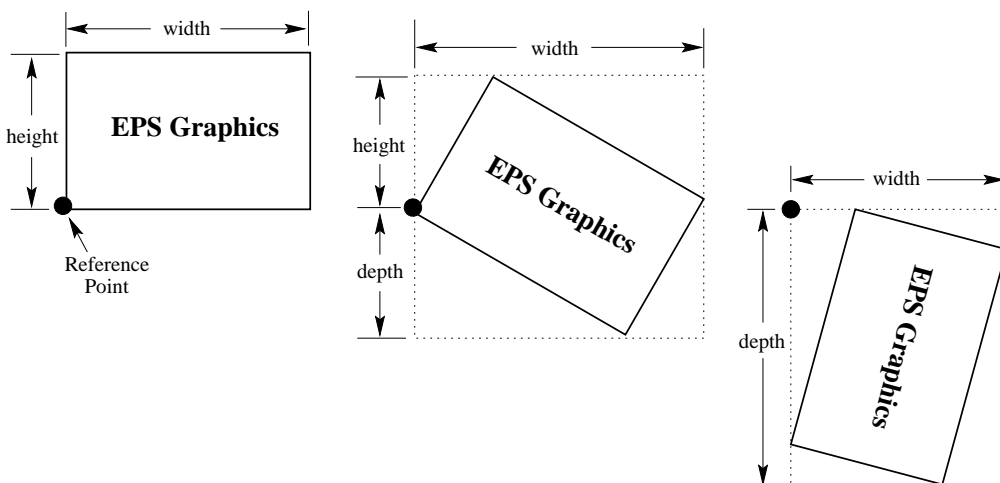 width
height
EPS Graphics
Reference
Point
width
height
EPS Graphics
depth
width
depth
EPS Graphics